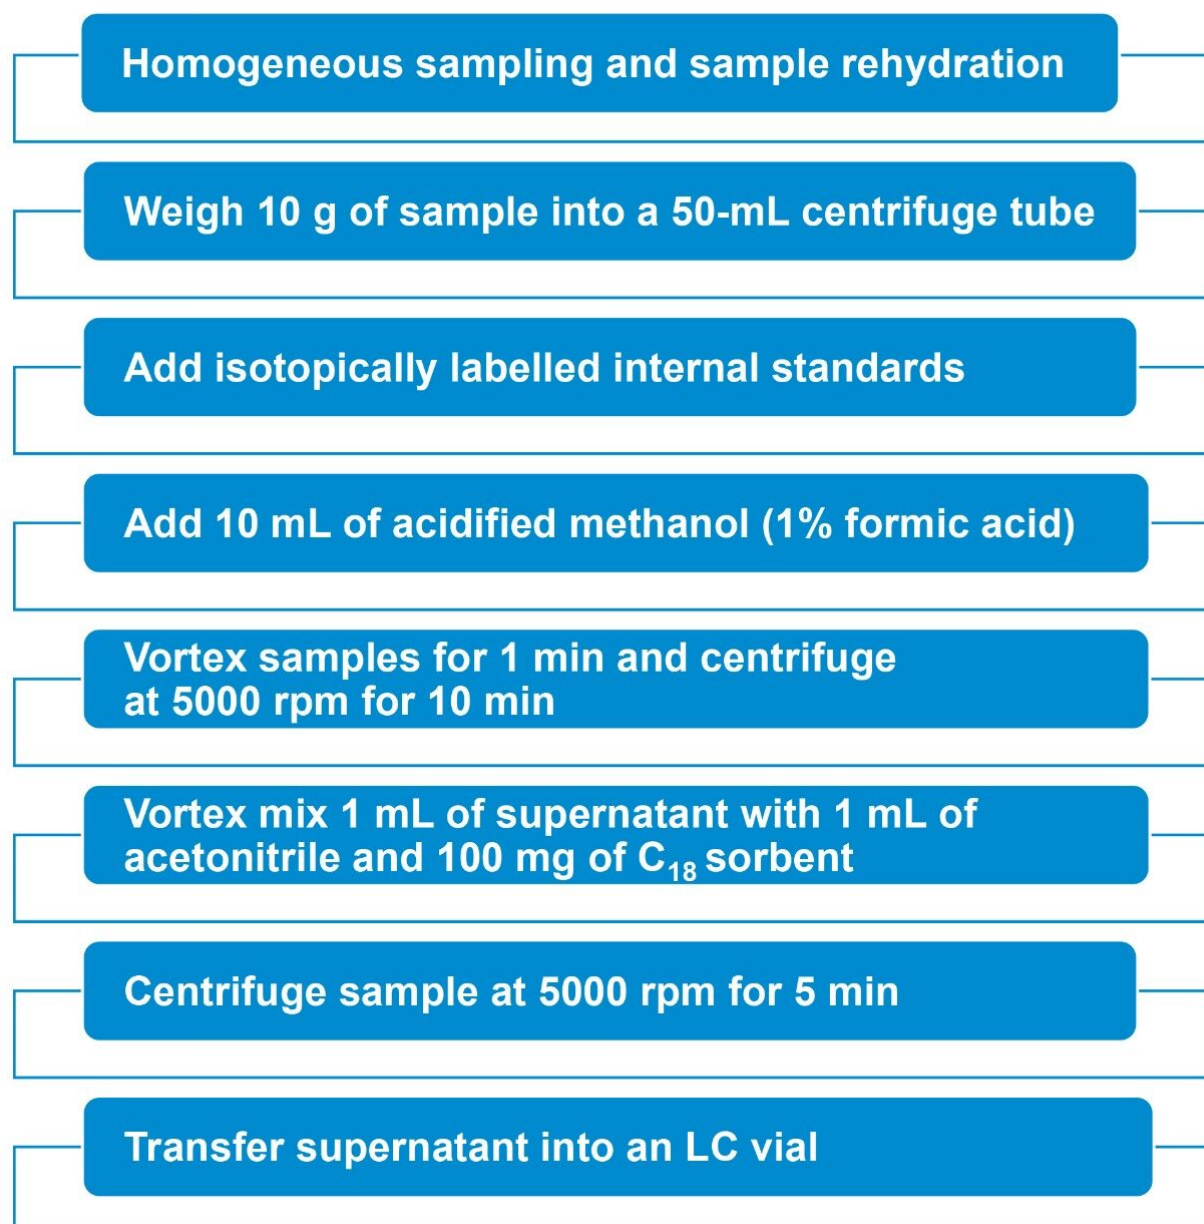 Homogeneous sampling and sample rehydration
Weigh 10 g of sample into a 50-mL centrifuge tube
Add isotopically labelled internal standards
Add 10 mL of acidified methanol (1% formic acid)
Vortex samples for 1 min and centrifuge
at 5000 rpm for 10 min
Vortex mix 1 mL of supernatant with 1 mL of
acetonitrile and 100 mg of C₁₈ sorbent
Centrifuge sample at 5000 rpm for 5 min
Transfer supernatant into an LC vial